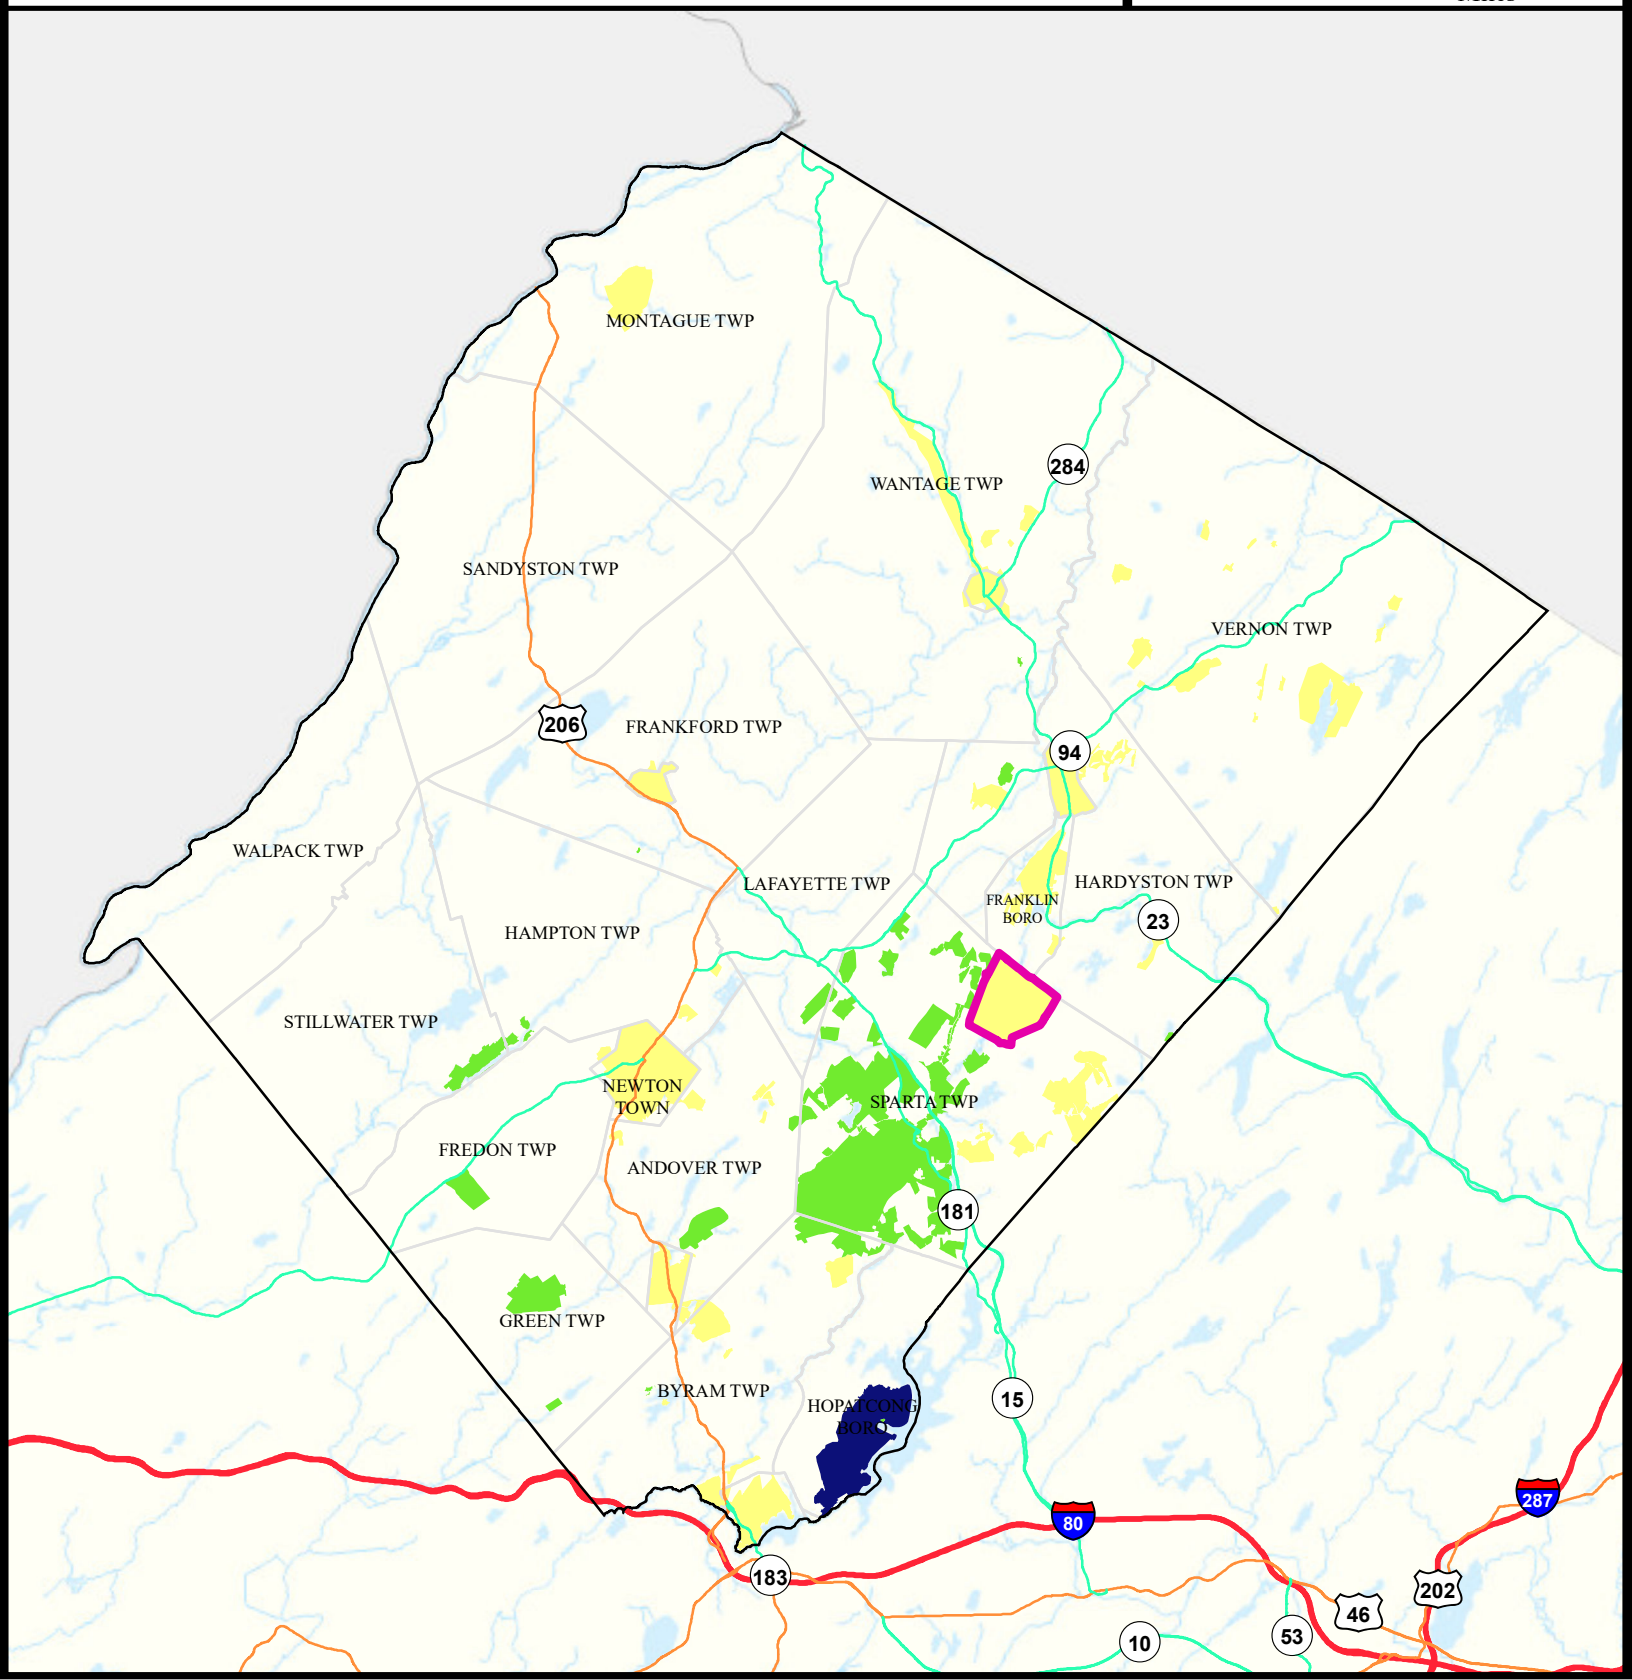 MONTAGUE TWP
284
WANTAGE TWP
SANDYSTON TWP
VERNON TWP
206
FRANKFORD TWP
94
WALPACK TWP
LAFAYETTE TWP
HARDYSTON TWP
FRANKLIN
BORO
23
HAMPTON TWP
STILLWATER TWP
NEWTON
TOWN
SPARTA TWP
FREDON TWP
ANDOVER TWP
181
GREEN TWP
BYRAM TWP
HOPATCONG
BORO
15
287
80
183
202
46
10
53